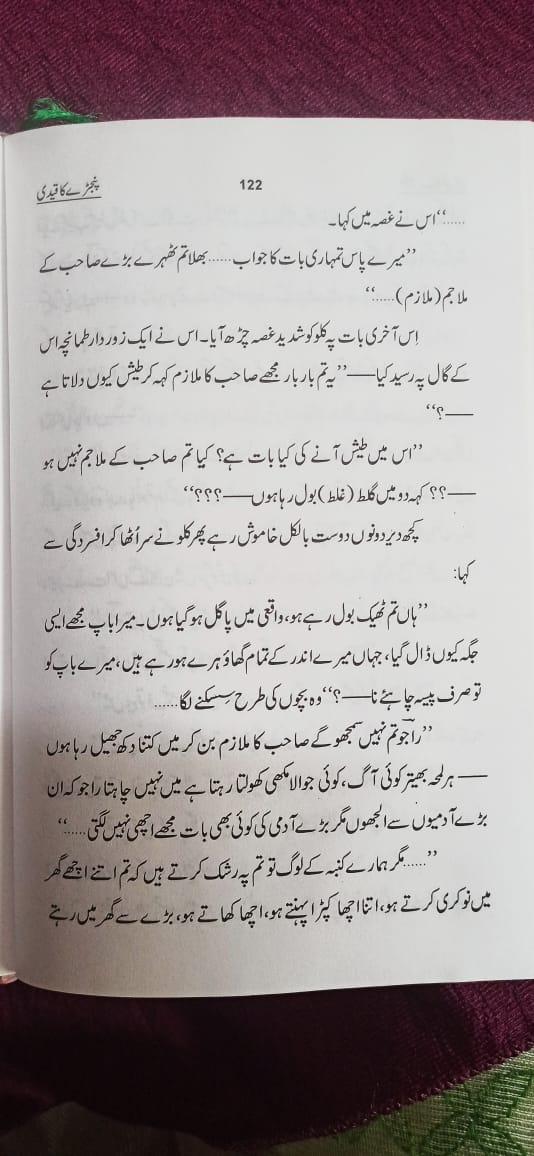 پنجڑے کا قیدی
122
.....‘‘ اس نے غصہ میں کہا۔
’’میرے پاس تمہاری بات کا جواب......بھلا تم ٹھہرے بڑے صاحب کے
ملاجم (ملازم).....‘‘
اِس آخری بات پہ کلو کو شدید غصہ چڑھ آیا۔ اس نے ایک زوردار طمانچہ اس
کے گال پہ رسید کیا——’’یہ تم بار بار مجھے صاحب کا ملازم کہہ کر طیش کیوں دلاتا ہے
——؟‘‘
’’اس میں طیش آنے کی کیا بات ہے؟ کیا تم صاحب کے ملاجم نہیں ہو
——؟؟ کہہ دو میں گلط (غلط) بول رہا ہوں——؟؟؟‘‘
کچھ دیر دونوں دوست بالکل خاموش رہے پھر کلو نے سر اُٹھا کر افسردگی سے
کہا:
’’ہاں تم ٹھیک بول رہے ہو، واقعی میں پاگل ہو گیا ہوں۔ میرا باپ مجھے ایسی
جگہ کیوں ڈال گیا، جہاں میرے اندر کے تمام گھاؤ ہرے ہو رہے ہیں، میرے باپ کو
تو صرف پیسہ چاہئے نا——؟‘‘ وہ بچوں کی طرح سِسکنے لگا......
’’راجو تم نہیں سمجھو گے صاحب کا ملازم بن کر میں کتنا دکھ جھیل رہا ہوں
—— ہر لمحہ بھیتر کوئی آگ، کوئی جوالا مکھی کھولتا رہتا ہے میں نہیں چاہتا راجو کہ ان
بڑے آدمیوں سے الجھوں مگر بڑے آدمی کی کوئی بھی بات مجھے اچھی نہیں لگتی.....‘‘
’’......مگر ہمارے کنبہ کے لوگ تو تم پہ رشک کرتے ہیں کہ تم اتنے اچھے گھر
میں نوکری کرتے ہو، اتنا اچھا کپڑا پہنتے ہو، اچھا کھاتے ہو، بڑے سے گھر میں رہتے